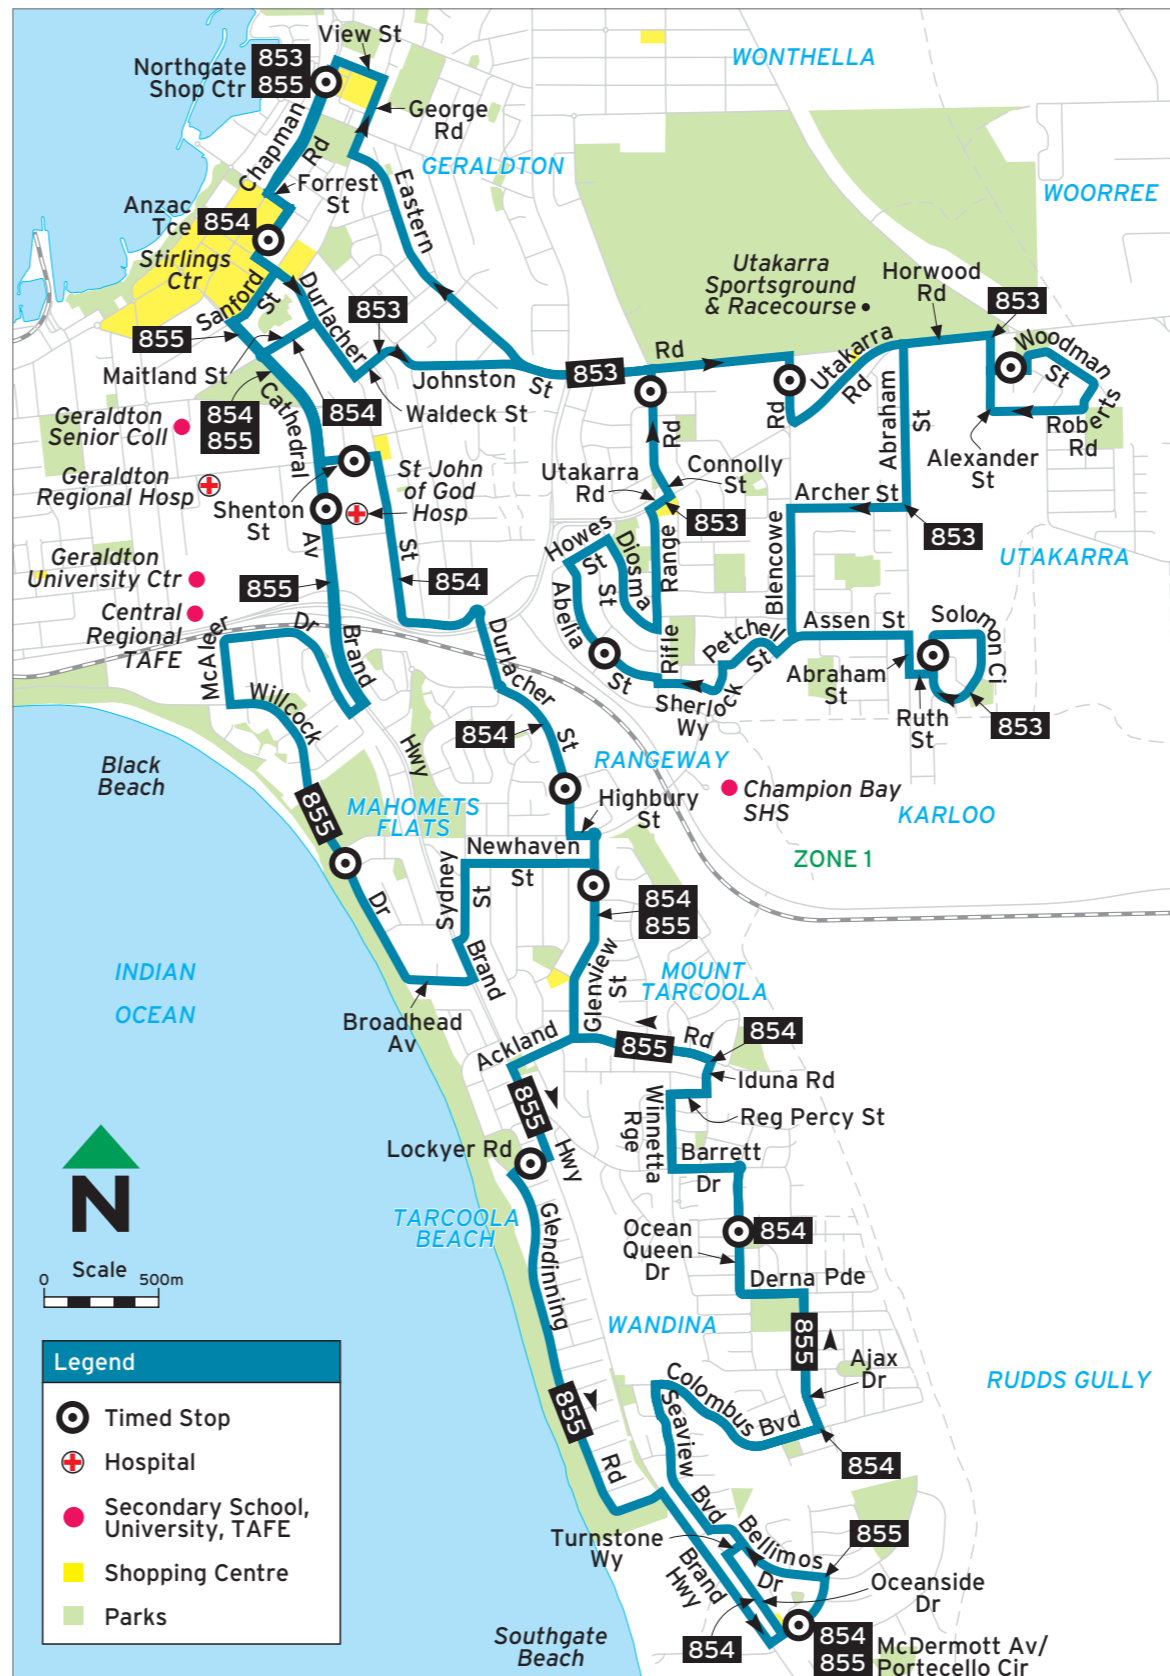 View St
853
855
Northgate
Shop Ctr
WONTHELLA
George
Rd
Chapman
Rd
GERALDTON
Eastern
Forrest
St
WOORREE
Anzac
Tce
854
Stirlings
Ctr
Utakarra
Sportsground
& Racecourse
Horwood
Rd
853
Sanford
St
Durlacher
853
855
Johnston
St
853
Rd
Utakarra
Rd
Rd
Woodman
St
Maitland St
Waldeck St
854
Roberts
Rd
Geraldton
Senior Coll
854
855
Cathedral
Abraham
St
Alexander
St
Geraldton
Regional Hosp
St John
of God
Hosp
Rd
Connolly
St
Utakarra
Rd
853
Archer St
853
Shenton
St
Av
Howes
St
Diosma
St
Range
Blencowe
UTAKARRA
Geraldton
University Ctr
855
St
854
Central
Regional
TAFE
McAleer
Dr
Brand
Abelia
St
Rifle
Petchell
St
Assen St
Solomon
Ci
Durlacher
Abraham
St
Sherlock
Wy
Ruth
St
853
Willcock
Hwy
854
St
RANGEWAY
Black
Beach
Champion Bay
SHS
MAHOMETS
FLATS
Highbury
St
KARLOO
855
ZONE 1
Newhaven
St
Sydney
St
Dr
854
855
Brand
INDIAN
OCEAN
Glenview
St
MOUNT
TARCOOLA
Broadhead
Av
Ackland
855
Rd
854
Iduna Rd
855
Winnetta
Rge
Reg Percy St
Lockyer Rd
Hwy
Barrett
Dr
N
TARCOOLA
BEACH
Glendinning
Ocean
Queen
Dr
854
Scale
0 500m
Derna Pde
WANDINA
855
Legend
Timed Stop
Hospital
Secondary School,
University, TAFE
Shopping Centre
Parks
Ajax
Dr
RUDDS GULLY
Colombus
Bvd
855
Seaview
Bvd
854
Rd
Turnstone
Wy
Bellimos
Dr
855
Brand
Hwy
Oceanside
Dr
Southgate
Beach
854
854
855
McDermott Av/
Portecello Cir